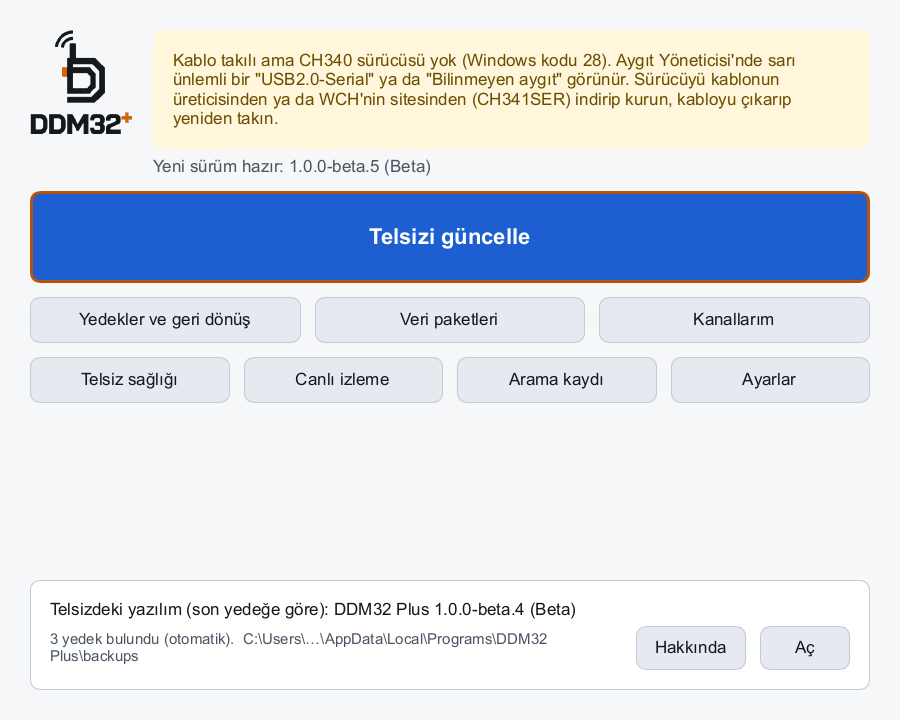 DDM32+
Kablo takılı ama CH340 sürücüsü yok (Windows kodu 28). Aygıt Yöneticisi'nde sarı
ünlemli bir "USB2.0-Serial" ya da "Bilinmeyen aygıt" görünür. Sürücüyü kablonun
üreticisinden ya da WCH'nin sitesinden (CH341SER) indirip kurun, kabloyu çıkarıp
yeniden takın.
Yeni sürüm hazır: 1.0.0-beta.5 (Beta)
Telsizi güncelle
Yedekler ve geri dönüş
Veri paketleri
Kanallarım
Telsiz sağlığı
Canlı izleme
Arama kaydı
Ayarlar
Telsizdeki yazılım (son yedeğe göre): DDM32 Plus 1.0.0-beta.4 (Beta)
3 yedek bulundu (otomatik).  C:\Users\…\AppData\Local\Programs\DDM32
Plus\backups
Hakkında
Aç